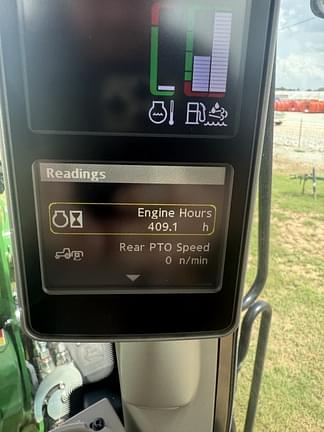 Readings
Engine Hours
409.1 h
Rear PTO Speed
0 n/min